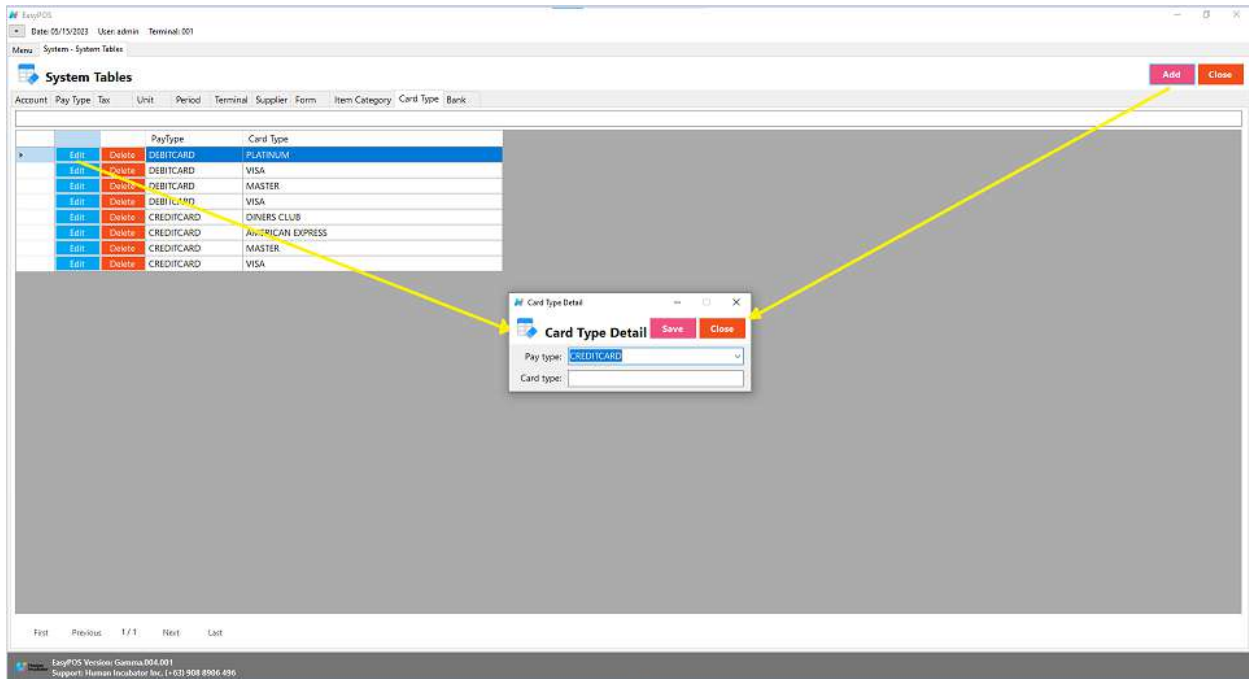 EasyPOS
Date: 05/15/2023 User: admin Terminal: 001
Menu System - System Tables
System Tables Add Close
Account Pay Type Tax Unit Period Terminal Supplier Form Item Category Card Type Bank
PayType Card Type
Edit Delete DEBITCARD PLATINUM
Edit Delete DEBITCARD VISA
Edit Delete DEBITCARD MASTER
Edit Delete DEBITCARD VISA
Edit Delete CREDITCARD DINERS CLUB
Edit Delete CREDITCARD AMERICAN EXPRESS
Edit Delete CREDITCARD MASTER
Edit Delete CREDITCARD VISA
Card Type Detail
Card Type Detail Save Close
Pay type: CREDITCARD
Card type:
First Previous 1 / 1 Next Last
EasyPOS Version: Gamma.004.001
Support: Human Incubator Inc. (+63) 908 8906 496